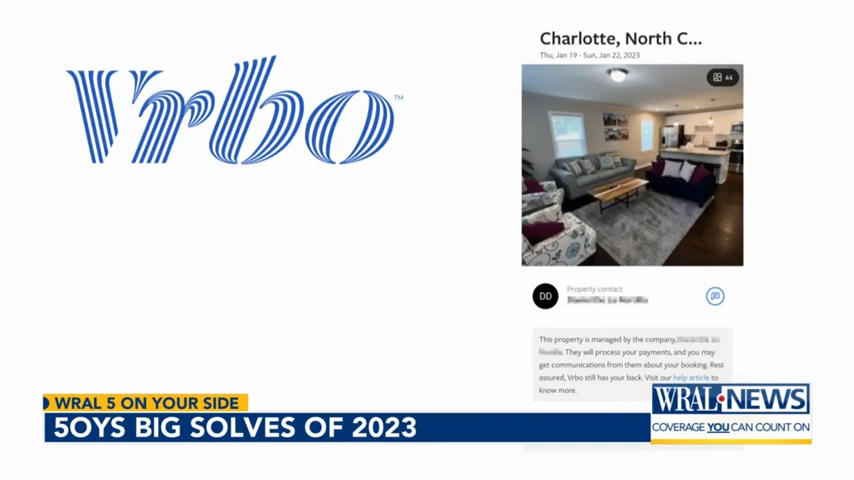 Vrbo™
Charlotte, North C...
Thu, Jan 19 - Sun, Jan 22, 2023
44
DD
Property contact
This property is managed by the company,
They will process your payments, and you may
get communications from them about your booking. Rest
assured, Vrbo still has your back. Visit our help article to
know more.
WRAL 5 ON YOUR SIDE
5OYS BIG SOLVES OF 2023
WRAL NEWS
COVERAGE YOU CAN COUNT ON